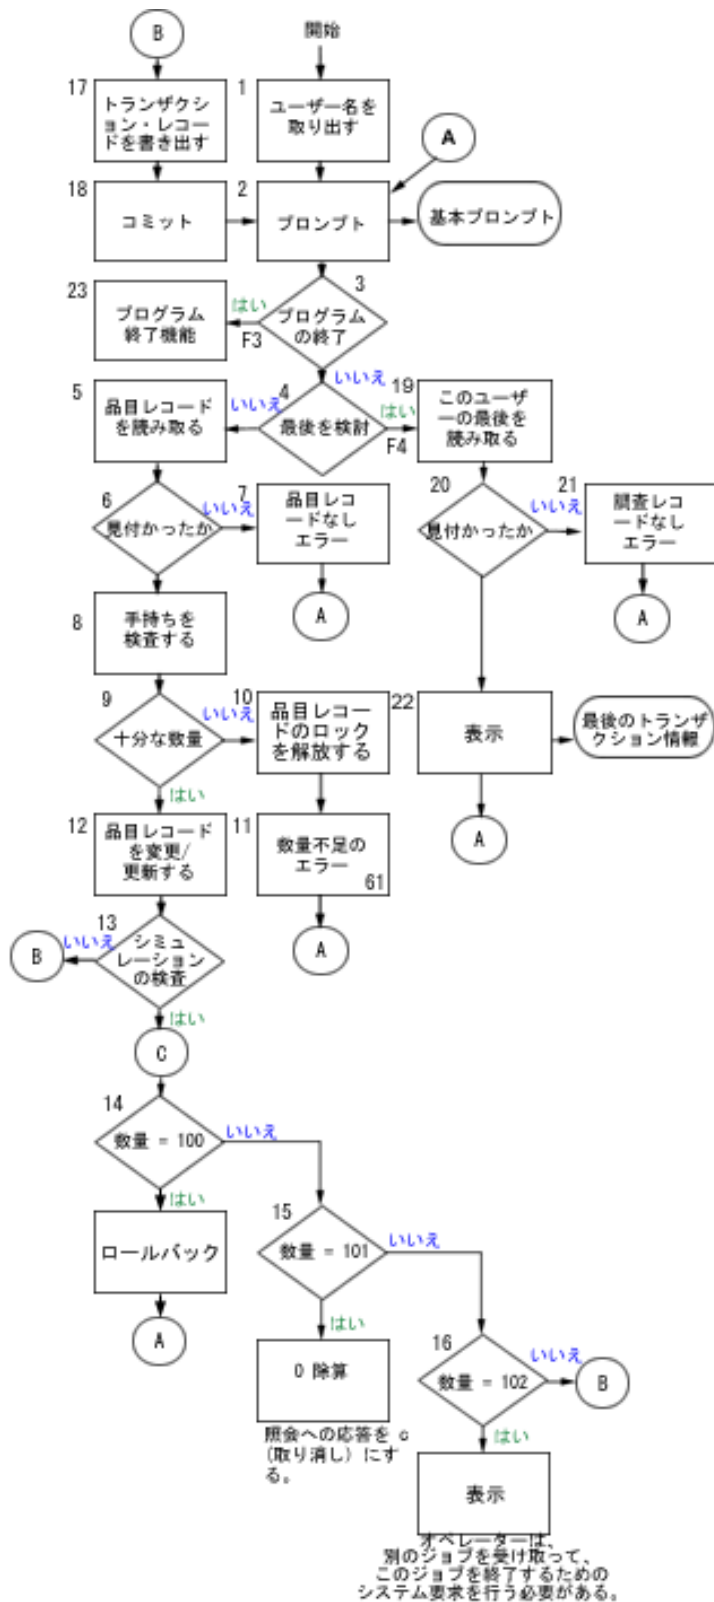 B
開始
17
トランザクシ
ョン・レコー
ドを書き出す
1
ユーザー名を
取り出す
A
18
コミット
2
プロンプト
基本プロンプト
23
プログラム
終了機能
はい
F3
3
プログラム
の終了
いいえ
5
品目レコード
を読み取る
いいえ
4
最後を検討
はい
F4
19
このユーザ
ーの最後を
読み取る
6
見付かったか
いいえ
7
品目レコ
ードなし
エラー
20
見付かったか
いいえ
21
調査レコ
ードなし
エラー
A
A
8
手持ちを
検査する
9
十分な数量
いいえ
10
品目レコー
ドのロック
を解放する
22
表示
最後のトランザ
クション情報
はい
12
品目レコード
を変更/
更新する
11
数量不足の
エラー
61
A
13
シミュ
レーション
の検査
いいえ
B
A
はい
C
14
数量 = 100
いいえ
はい
ロールバック
15
数量 = 101
いいえ
A
はい
0 除算
16
数量 = 102
いいえ
B
照会への応答を c
(取り消し) にす
る。
はい
表示
オペレーターは、
別のジョブを受け取って、
このジョブを終了するための
システム要求を行う必要がある。